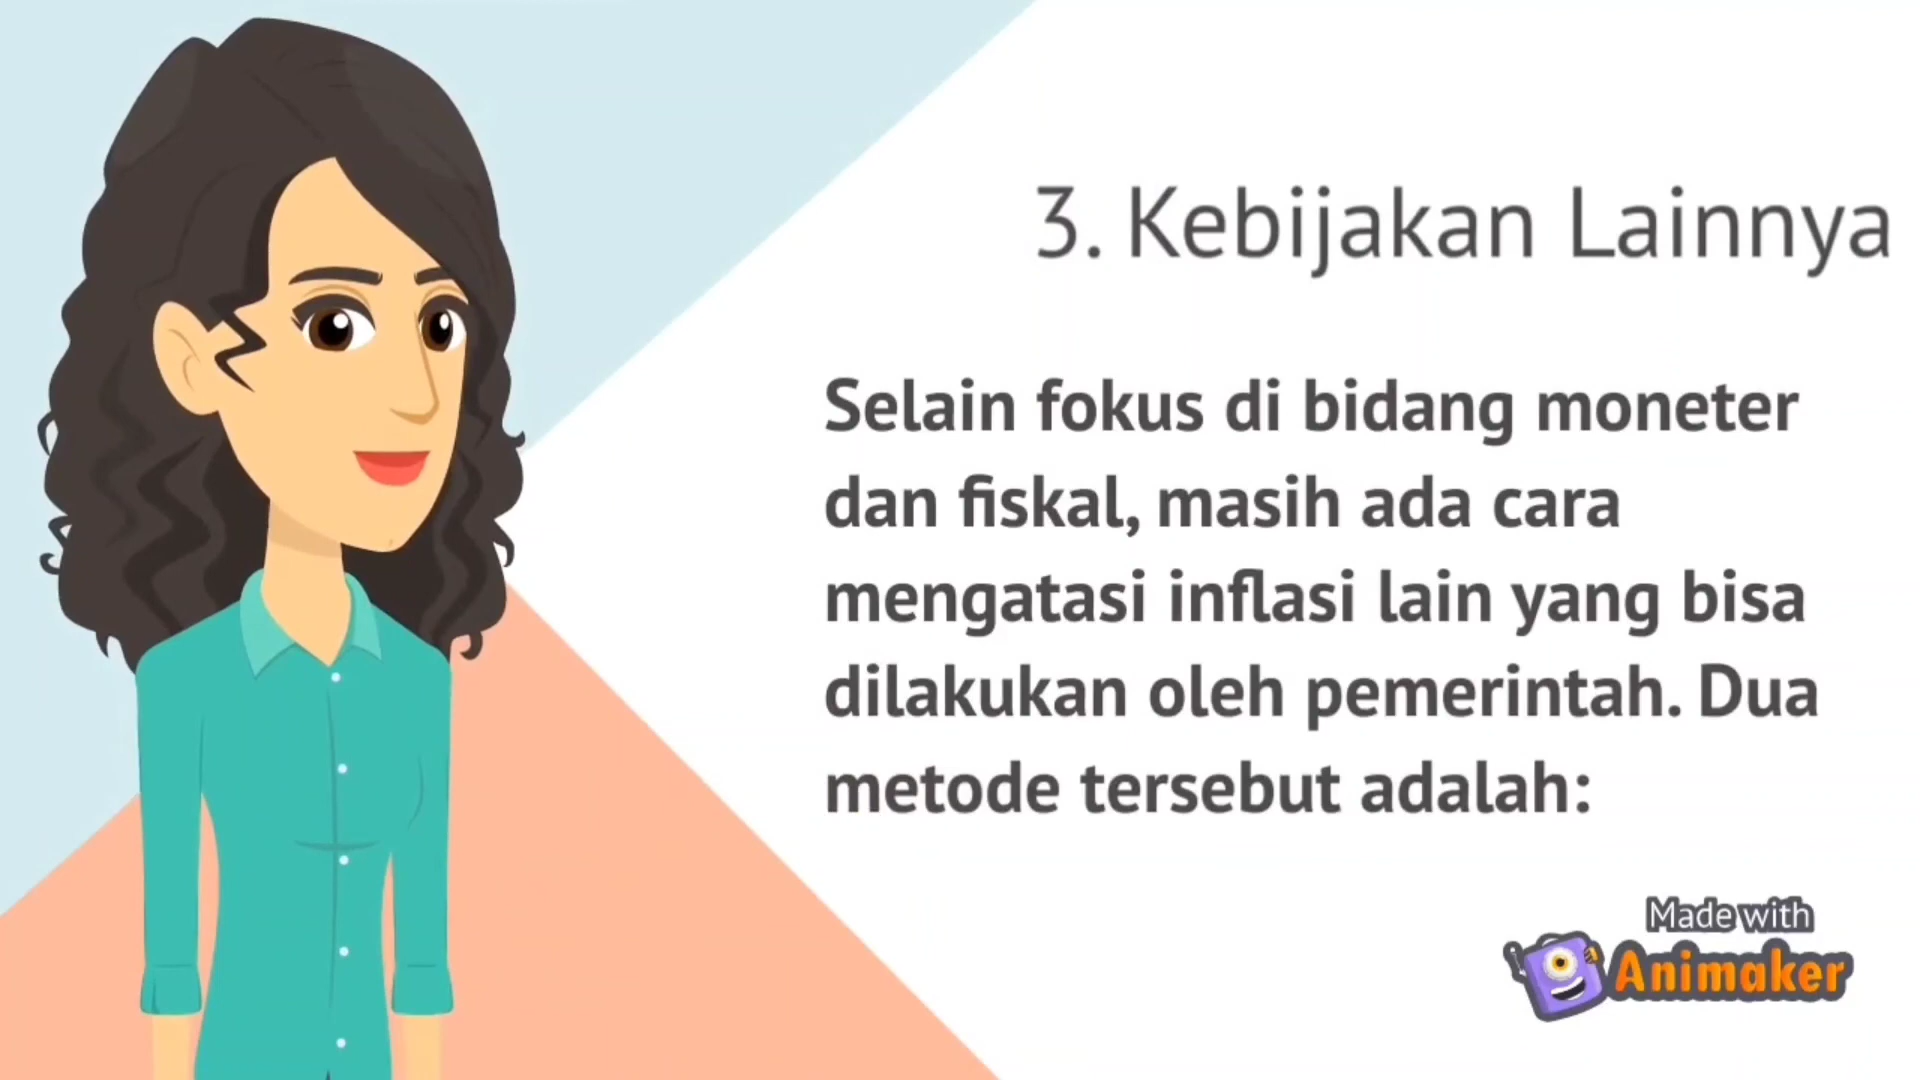 3. Kebijakan Lainnya
Selain fokus di bidang moneter
dan fiskal, masih ada cara
mengatasi inflasi lain yang bisa
dilakukan oleh pemerintah. Dua
metode tersebut adalah:
Made with
Animaker